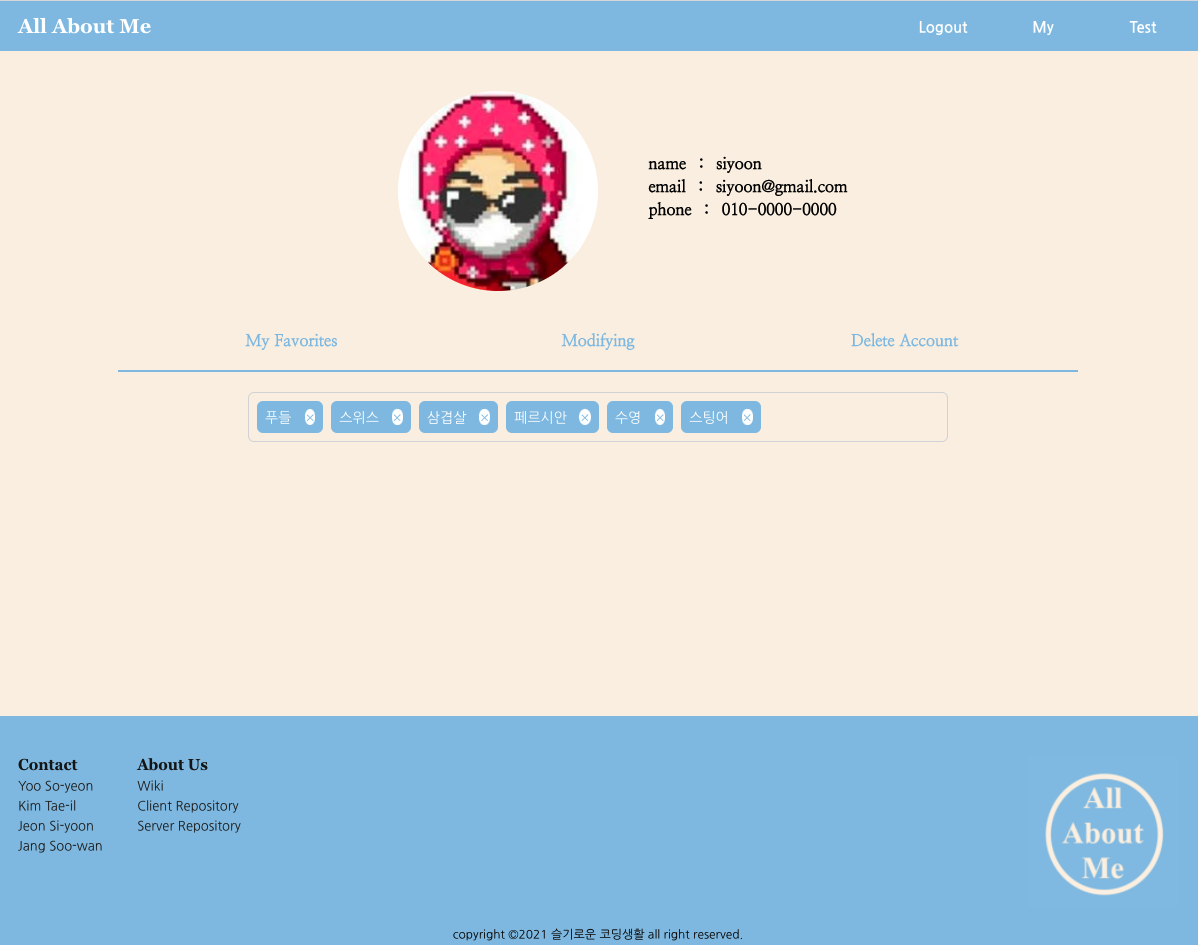 All About Me
Logout
My
Test
name : siyoon
email : siyoon@gmail.com
phone : 010-0000-0000
My Favorites
Modifying
Delete Account
푸들 × 스위스 × 삼겹살 × 페르시안 × 수영 × 스팅어 ×
Contact
Yoo So-yeon
Kim Tae-il
Jeon Si-yoon
Jang Soo-wan
About Us
Wiki
Client Repository
Server Repository
All
About
Me
copyright ©2021 슬기로운 코딩생활 all right reserved.